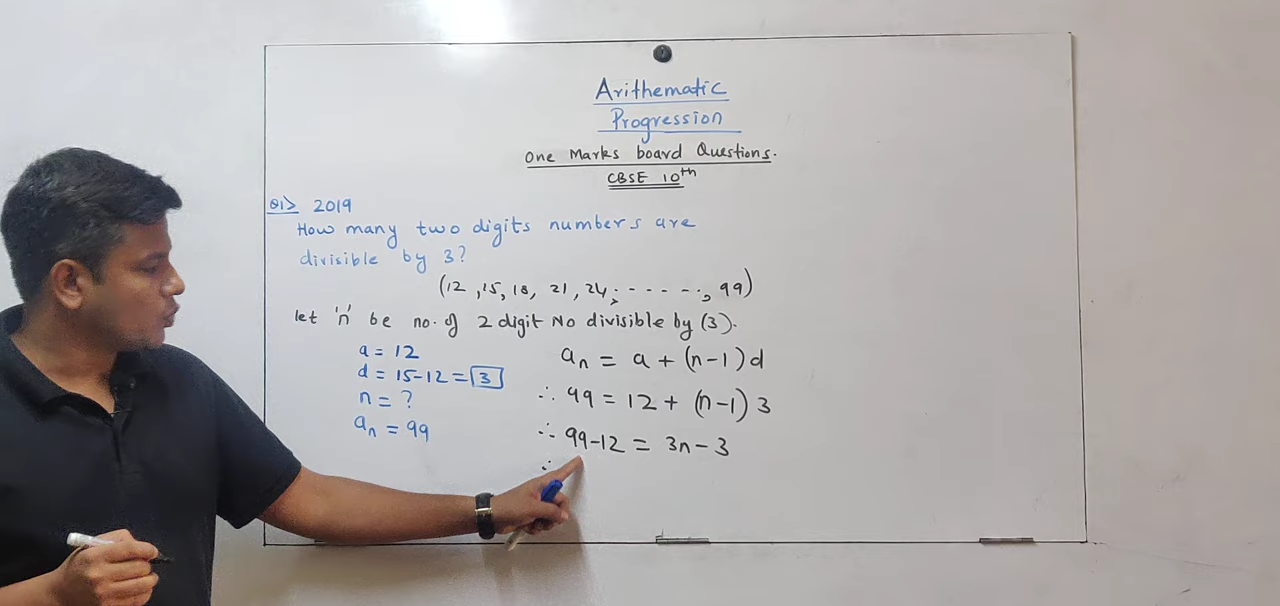 Arithematic
Progression
One Marks board Questions.
CBSE 10th
Q1> 2019
How many two digits numbers are
divisible by 3?
(12, 15, 18, 21, 24, ------, 99)
let 'n' be no. of 2 digit No divisible by (3).
a = 12
d = 15-12 = 3
n = ?
an = 99
an = a + (n-1)d
∴ 99 = 12 + (n-1) 3
∴ 99-12 = 3n - 3
∴